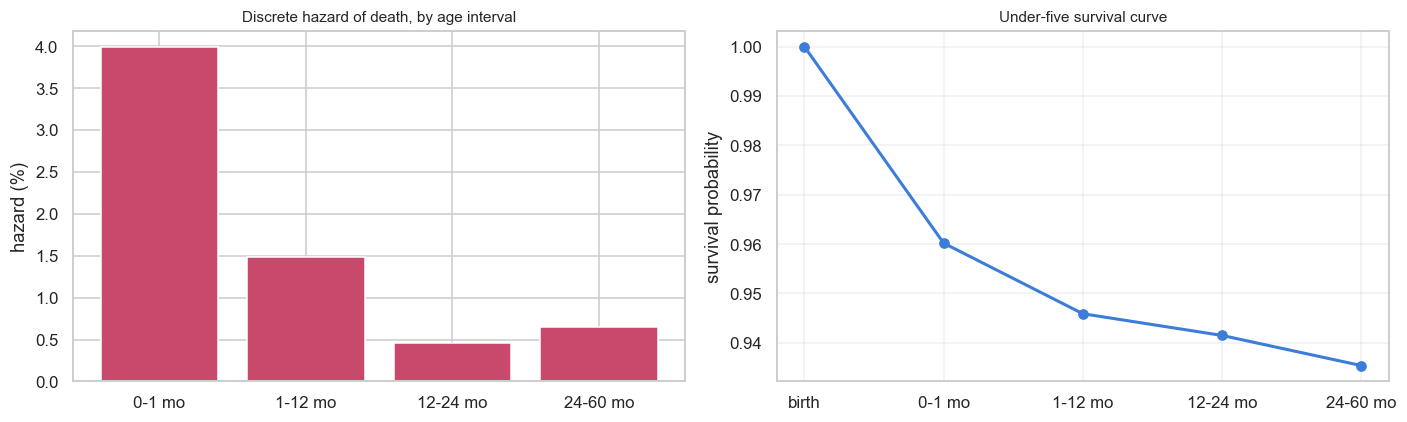 Discrete hazard of death, by age interval
hazard (%)
4.0
3.5
3.0
2.5
2.0
1.5
1.0
0.5
0.0
0-1 mo
1-12 mo
12-24 mo
24-60 mo
Under-five survival curve
survival probability
1.00
0.99
0.98
0.97
0.96
0.95
0.94
birth
0-1 mo
1-12 mo
12-24 mo
24-60 mo